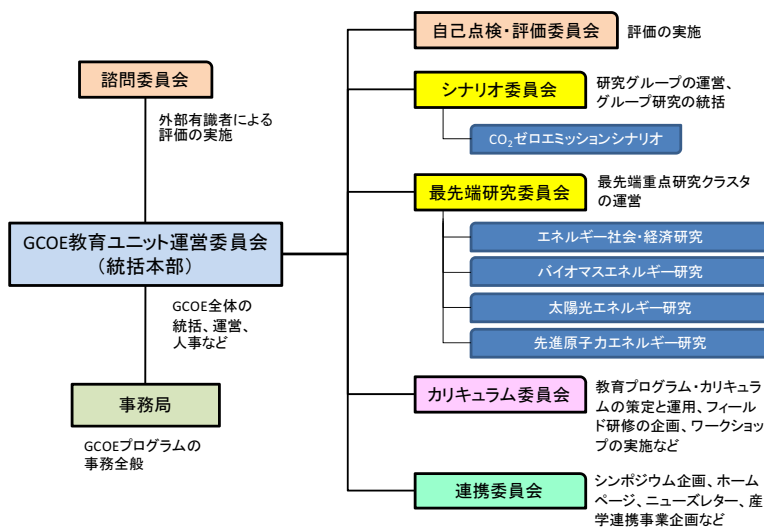 諮問委員会
外部有識者による
評価の実施
GCOE教育ユニット運営委員会
(統括本部)
GCOE全体の
統括、運営、
人事など
事務局
GCOEプログラムの
事務全般
自己点検・評価委員会
評価の実施
シナリオ委員会
研究グループの運営、
グループ研究の統括
CO₂ゼロエミッションシナリオ
最先端研究委員会
最先端重点研究クラスタ
の運営
エネルギー社会・経済研究
バイオマスエネルギー研究
太陽光エネルギー研究
先進原子力エネルギー研究
カリキュラム委員会
教育プログラム・カリキュラ
ムの策定と運用、フィール
ド研修の企画、ワークショッ
プの実施など
連携委員会
シンポジウム企画、ホーム
ページ、ニューズレター、産
学連携事業企画など